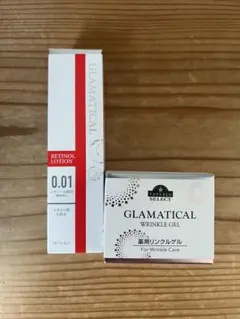 GLAMATICAL
RETINOL
LOTION
0.01
TOPVALU
SELECT
GLAMATICAL
WRINKLE GEL
薬用リンクルゲル
For Wrinkle Care